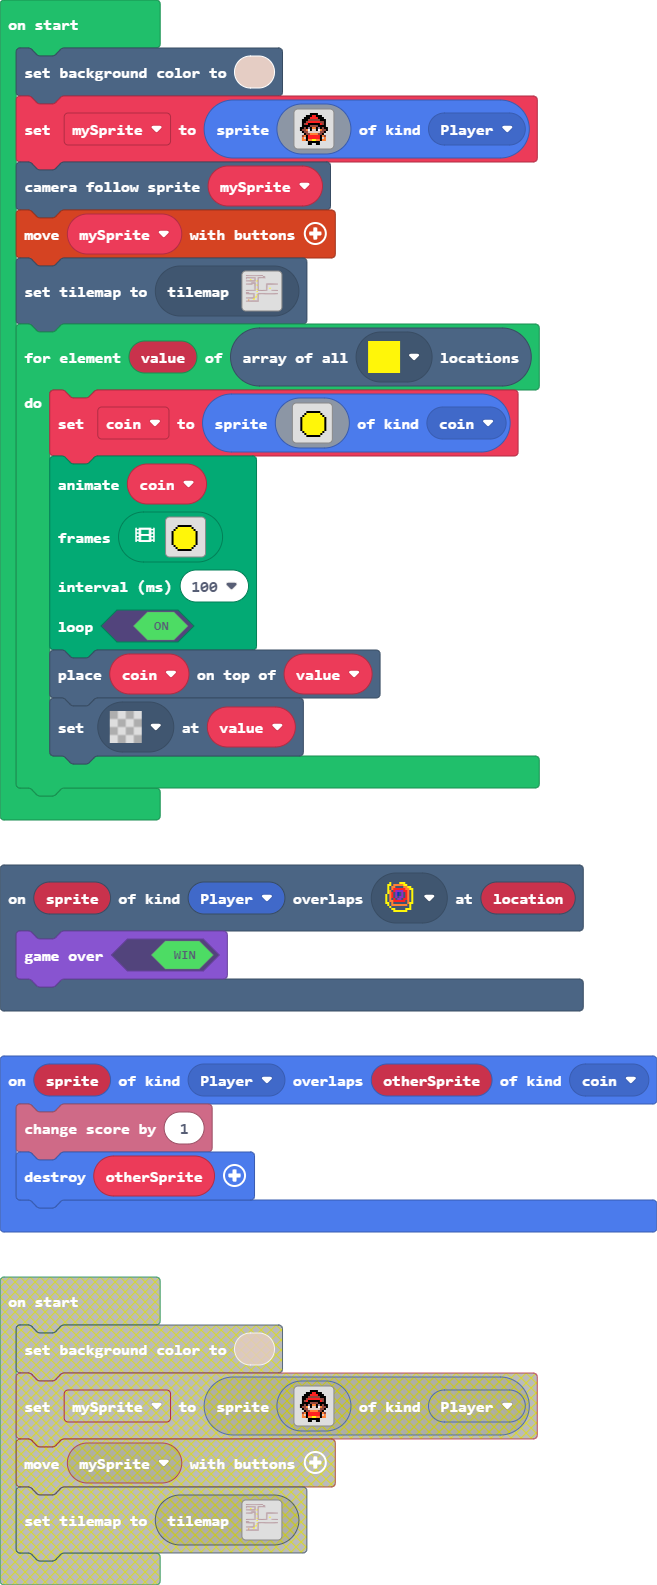 on start
set background color to
set mySprite to sprite of kind Player
camera follow sprite mySprite
move mySprite with buttons
set tilemap to tilemap
for element value of array of all locations
do
set coin to sprite of kind coin
animate coin
frames
interval (ms) 100
loop ON
place coin on top of value
set at value
on sprite of kind Player overlaps at location
game over WIN
on sprite of kind Player overlaps otherSprite of kind coin
change score by 1
destroy otherSprite
on start
set background color to
set mySprite to sprite of kind Player
move mySprite with buttons
set tilemap to tilemap